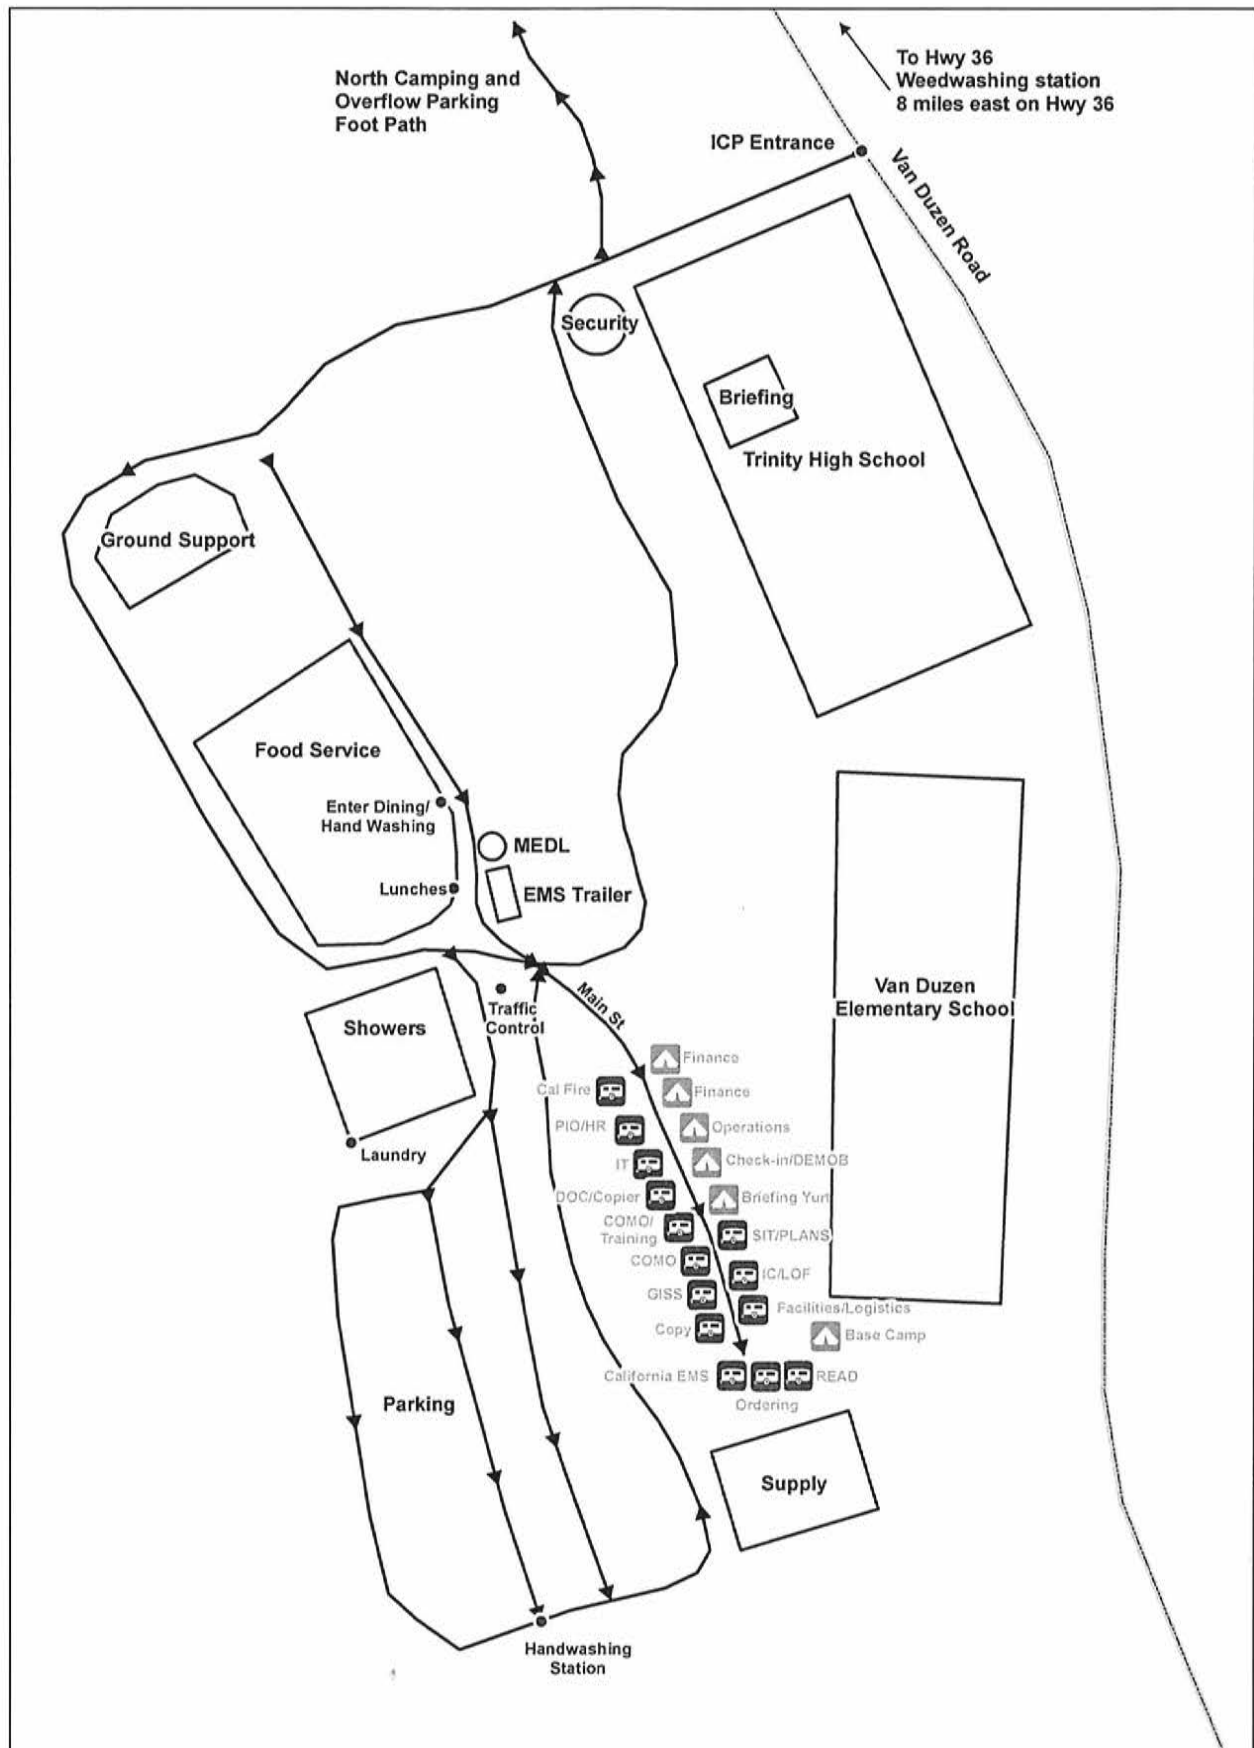 To Hwy 36
Weedwashing station
8 miles east on Hwy 36
North Camping and
Overflow Parking
Foot Path
ICP Entrance
Van Duzen Road
Security
Briefing
Trinity High School
Ground Support
Food Service
Enter Dining/
Hand Washing
MEDL
Lunches
EMS Trailer
Van Duzen
Elementary School
Main St
Traffic
Control
Showers
Finance
Cal Fire
Finance
PIO/HR
Operations
Laundry
IT
Check-in/DEMOB
DOC/Copier
Briefing Yurt
COMO/
Training
SIT/PLANS
COMO
IC/LOF
GISS
Facilities/Logistics
Copy
Base Camp
California EMS
READ
Ordering
Parking
Supply
Handwashing
Station